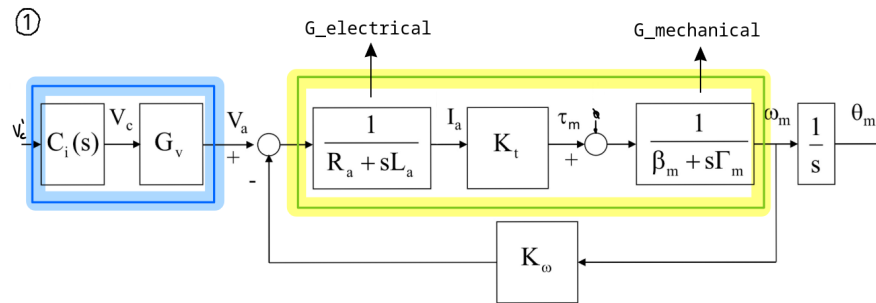 ①
G_electrical
G_mechanical
V_c'
C_i(s)
V_c
G_v
V_a
+
-
1
R_a + sL_a
I_a
K_t
τ_m
+
1
β_m + sΓ_m
ω_m
1
s
θ_m
K_ω